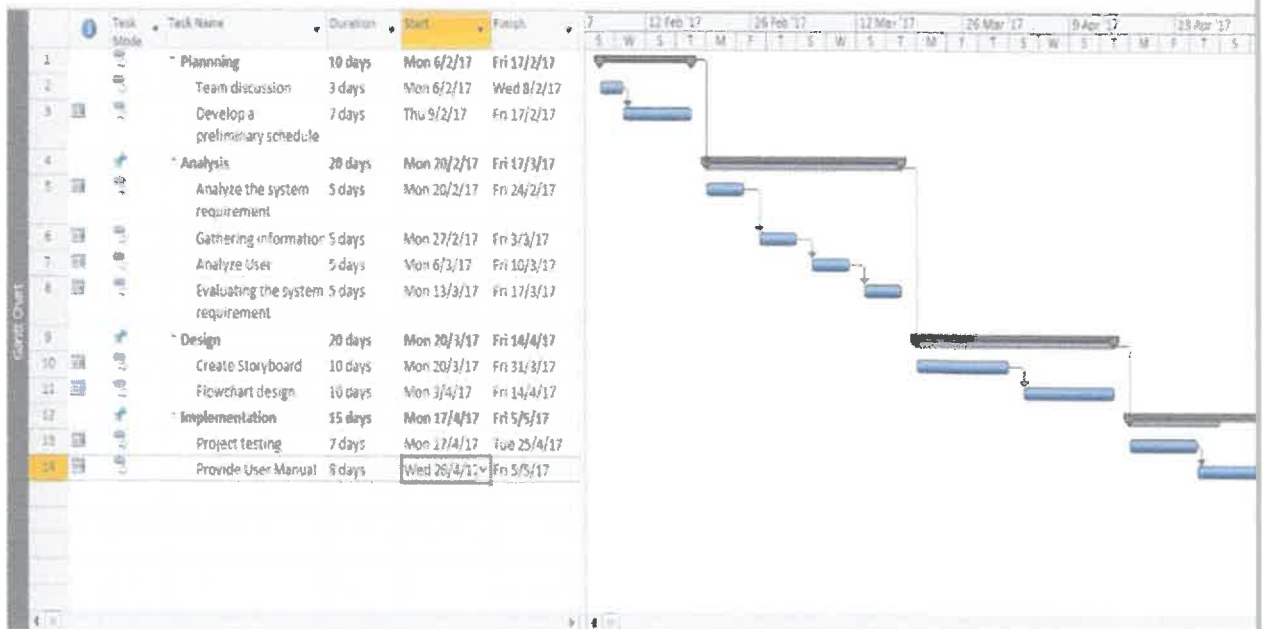 Task Mode Task Name Duration Start Finish
12 Feb '17 26 Feb '17 12 Mar '17 26 Mar '17 9 Apr '17 23 Apr '17
S W S T M F T S W S T M F T S W S T M F T S
Gantt Chart
1 Plannning 10 days Mon 6/2/17 Fri 17/2/17
2 Team discussion 3 days Mon 6/2/17 Wed 8/2/17
3 Develop a 7 days Thu 9/2/17 Fri 17/2/17
preliminary schedule
4 Analysis 20 days Mon 20/2/17 Fri 17/3/17
5 Analyze the system 5 days Mon 20/2/17 Fri 24/2/17
requirement
6 Gathering information 5 days Mon 27/2/17 Fri 3/3/17
7 Analyze User 5 days Mon 6/3/17 Fri 10/3/17
8 Evaluating the system 5 days Mon 13/3/17 Fri 17/3/17
requirement
9 Design 20 days Mon 20/3/17 Fri 14/4/17
10 Create Storyboard 10 days Mon 20/3/17 Fri 31/3/17
11 Flowchart design 10 days Mon 3/4/17 Fri 14/4/17
12 Implementation 15 days Mon 17/4/17 Fri 5/5/17
13 Project testing 7 days Mon 17/4/17 Tue 25/4/17
14 Provide User Manual 8 days Wed 26/4/17 Fri 5/5/17